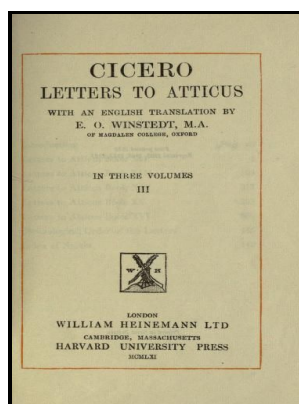 CICERO
LETTERS TO ATTICUS
WITH AN ENGLISH TRANSLATION BY
E. O. WINSTEDT, M.A.
OF MAGDALEN COLLEGE, OXFORD
IN THREE VOLUMES
III
W H
LONDON
WILLIAM HEINEMANN LTD
CAMBRIDGE, MASSACHUSETTS
HARVARD UNIVERSITY PRESS
MCMLXI